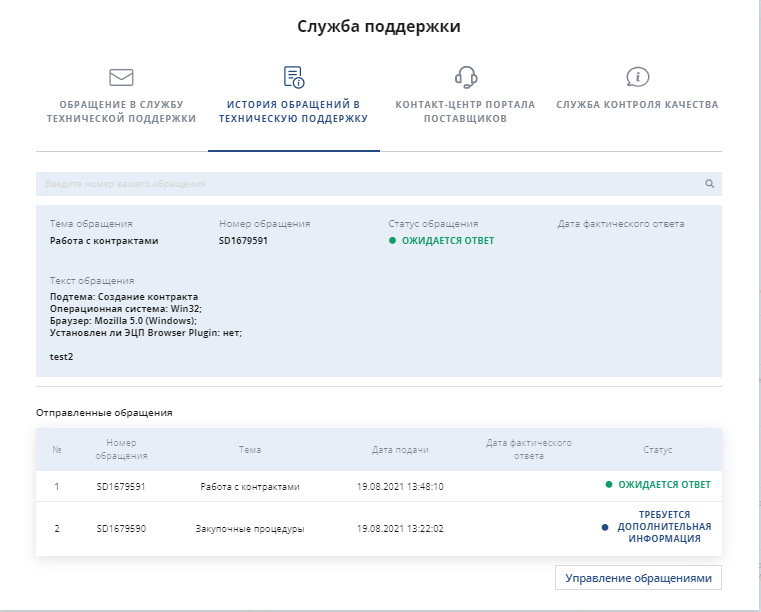 Служба поддержки
ОБРАЩЕНИЕ В СЛУЖБУ
ТЕХНИЧЕСКОЙ ПОДДЕРЖКИ
ИСТОРИЯ ОБРАЩЕНИЙ В
ТЕХНИЧЕСКУЮ ПОДДЕРЖКУ
КОНТАКТ-ЦЕНТР ПОРТАЛА
ПОСТАВЩИКОВ
СЛУЖБА КОНТРОЛЯ КАЧЕСТВА
Введите номер вашего обращения
Тема обращения
Работа с контрактами
Номер обращения
SD1679591
Статус обращения
ОЖИДАЕТСЯ ОТВЕТ
Дата фактического ответа
Текст обращения
Подтема: Создание контракта
Операционная система: Win32;
Браузер: Mozilla 5.0 (Windows);
Установлен ли ЭЦП Browser Plugin: нет;
test2
Отправленные обращения
№
Номер
обращения
Тема
Дата подачи
Дата фактического
ответа
Статус
1 SD1679591 Работа с контрактами 19.08.2021 13:48:10 ОЖИДАЕТСЯ ОТВЕТ
2 SD1679590 Закупочные процедуры 19.08.2021 13:22:02
ТРЕБУЕТСЯ
ДОПОЛНИТЕЛЬНАЯ
ИНФОРМАЦИЯ
Управление обращениями